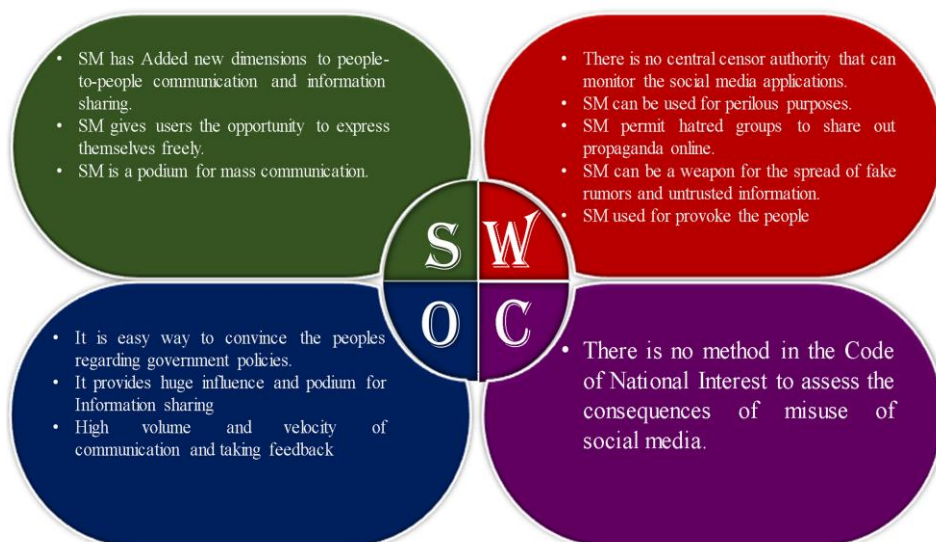 • SM has Added new dimensions to people-
to-people communication and information
sharing.
• SM gives users the opportunity to express
themselves freely.
• SM is a podium for mass communication.
• There is no central censor authority that can
monitor the social media applications.
• SM can be used for perilous purposes.
• SM permit hatred groups to share out
propaganda online.
• SM can be a weapon for the spread of fake
rumors and untrusted information.
• SM used for provoke the people
S W
O C
• It is easy way to convince the peoples
regarding government policies.
• It provides huge influence and podium for
Information sharing
• High volume and velocity of
communication and taking feedback
• There is no method in the Code
of National Interest to assess the
consequences of misuse of
social media.